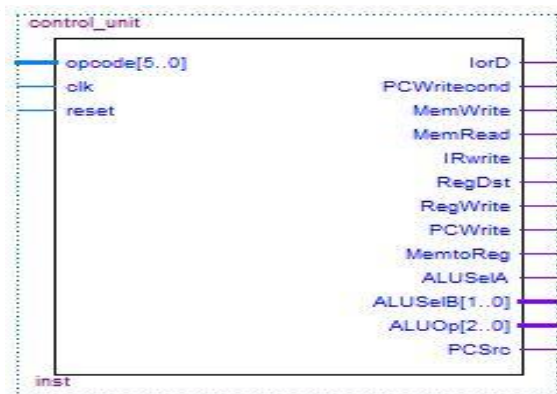 control_unit
opcode[5..0]
clk
reset
IorD
PCWritecond
MemWrite
MemRead
IRwrite
RegDst
RegWrite
PCWrite
MemtoReg
ALUSelA
ALUSelB[1..0]
ALUOp[2..0]
PCSrc
inst